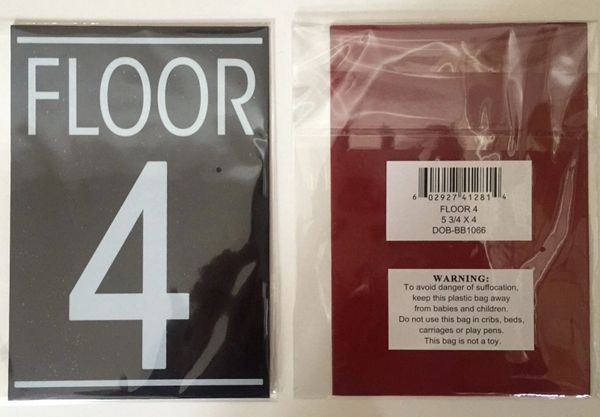 FLOOR
4
6 02927 41281 4
FLOOR 4
5 3/4 X 4
DOB-BB1066
WARNING:
To avoid danger of suffocation,
keep this plastic bag away
from babies and children.
Do not use this bag in cribs, beds,
carriages or play pens.
This bag is not a toy.